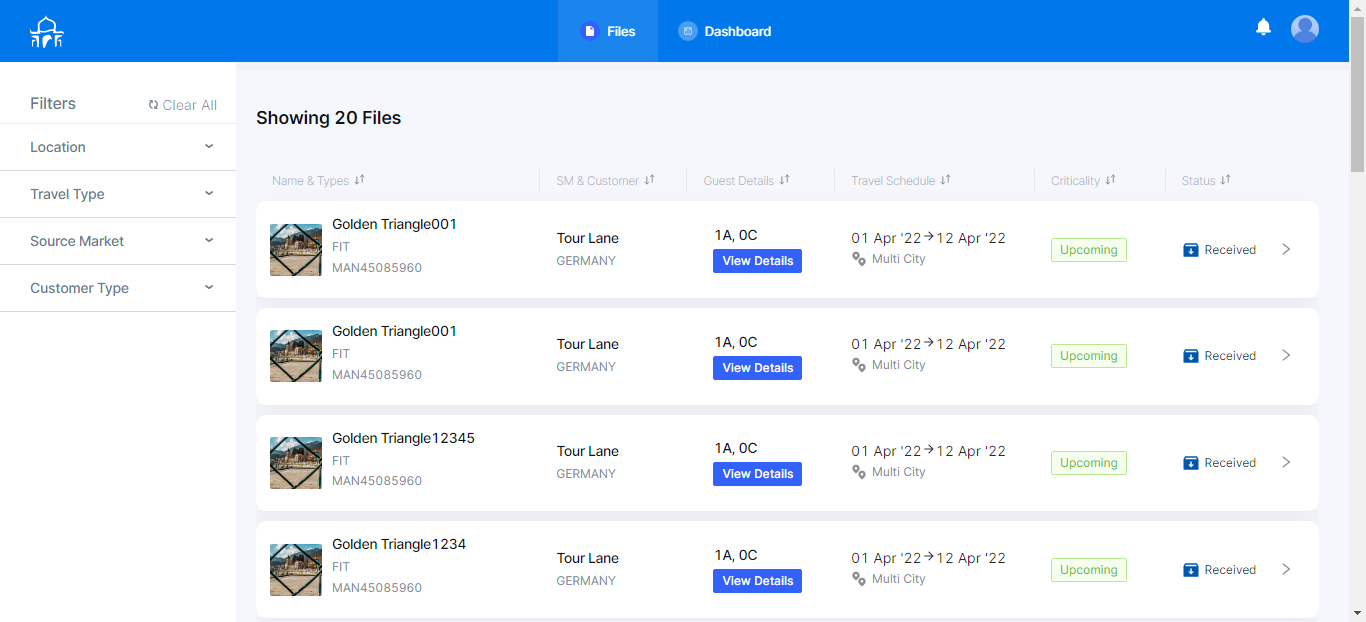 Files
Dashboard
Filters
Clear All
Location
Travel Type
Source Market
Customer Type
Showing 20 Files
Name & Types
SM & Customer
Guest Details
Travel Schedule
Criticality
Status
Golden Triangle001
FIT
MAN45085960
Tour Lane
GERMANY
1A, 0C
View Details
01 Apr '22→12 Apr '22
Multi City
Upcoming
Received
Golden Triangle001
FIT
MAN45085960
Tour Lane
GERMANY
1A, 0C
View Details
01 Apr '22→12 Apr '22
Multi City
Upcoming
Received
Golden Triangle12345
FIT
MAN45085960
Tour Lane
GERMANY
1A, 0C
View Details
01 Apr '22→12 Apr '22
Multi City
Upcoming
Received
Golden Triangle1234
FIT
MAN45085960
Tour Lane
GERMANY
1A, 0C
View Details
01 Apr '22→12 Apr '22
Multi City
Upcoming
Received